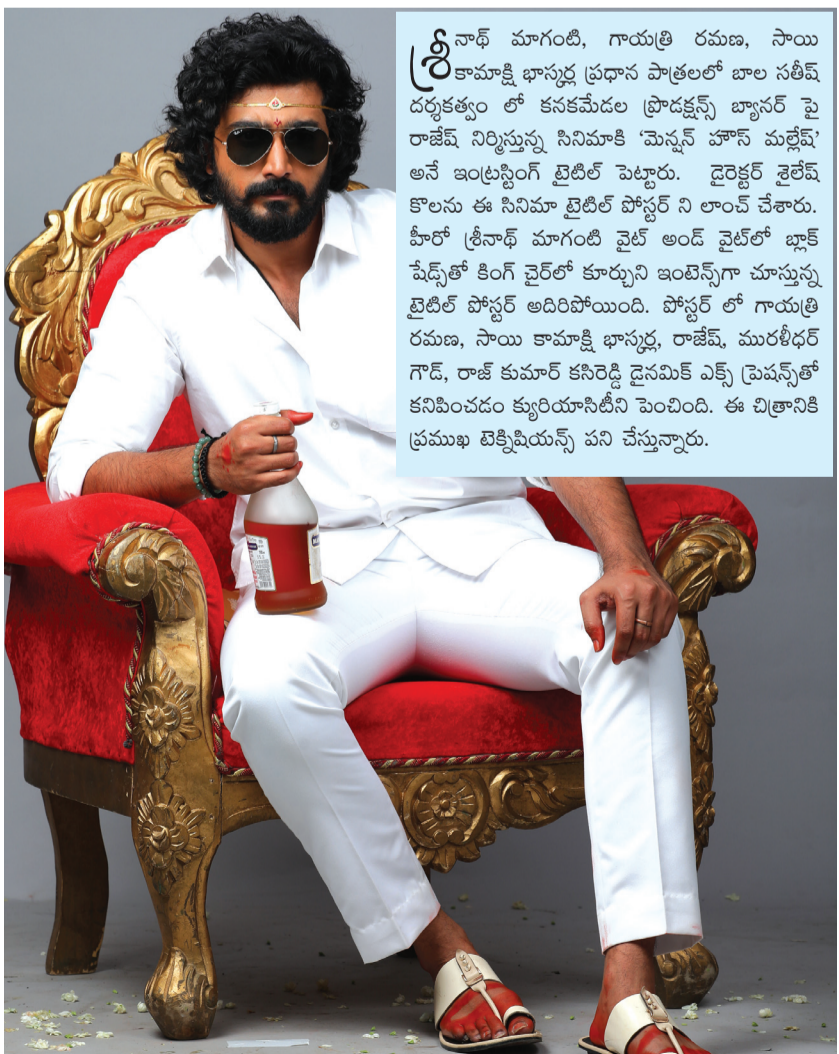 శ్రీనాథ్ మాగంటి, గాయత్రి రమణ, సాయి
కామాక్షి భాస్కర్ల ప్రధాన పాత్రలలో బాల సతీష్
దర్శకత్వం లో కనకమేడల ప్రొడక్షన్స్ బ్యానర్ పై
రాజేష్ నిర్మిస్తున్న సినిమాకి ‘మెన్షన్ హౌస్ మల్లేష్’
అనే ఇంట్రస్టింగ్ టైటిల్ పెట్టారు. డైరెక్టర్ శైలేష్
కొలను ఈ సినిమా టైటిల్ పోస్టర్ ని లాంచ్ చేశారు.
హీరో శ్రీనాథ్ మాగంటి వైట్ అండ్ వైట్‌లో బ్లాక్
షేడ్స్‌తో కింగ్ చైర్‌లో కూర్చుని ఇంటెన్స్‌గా చూస్తున్న
టైటిల్ పోస్టర్ అదిరిపోయింది. పోస్టర్ లో గాయత్రి
రమణ, సాయి కామాక్షి భాస్కర్ల, రాజేష్, మురళీధర్
గౌడ్, రాజ్ కుమార్ కసిరెడ్డి డైనమిక్ ఎక్స్ ప్రెషన్స్‌తో
కనిపించడం క్యురియాసిటీని పెంచింది. ఈ చిత్రానికి
ప్రముఖ టెక్నిషియన్స్ పని చేస్తున్నారు.